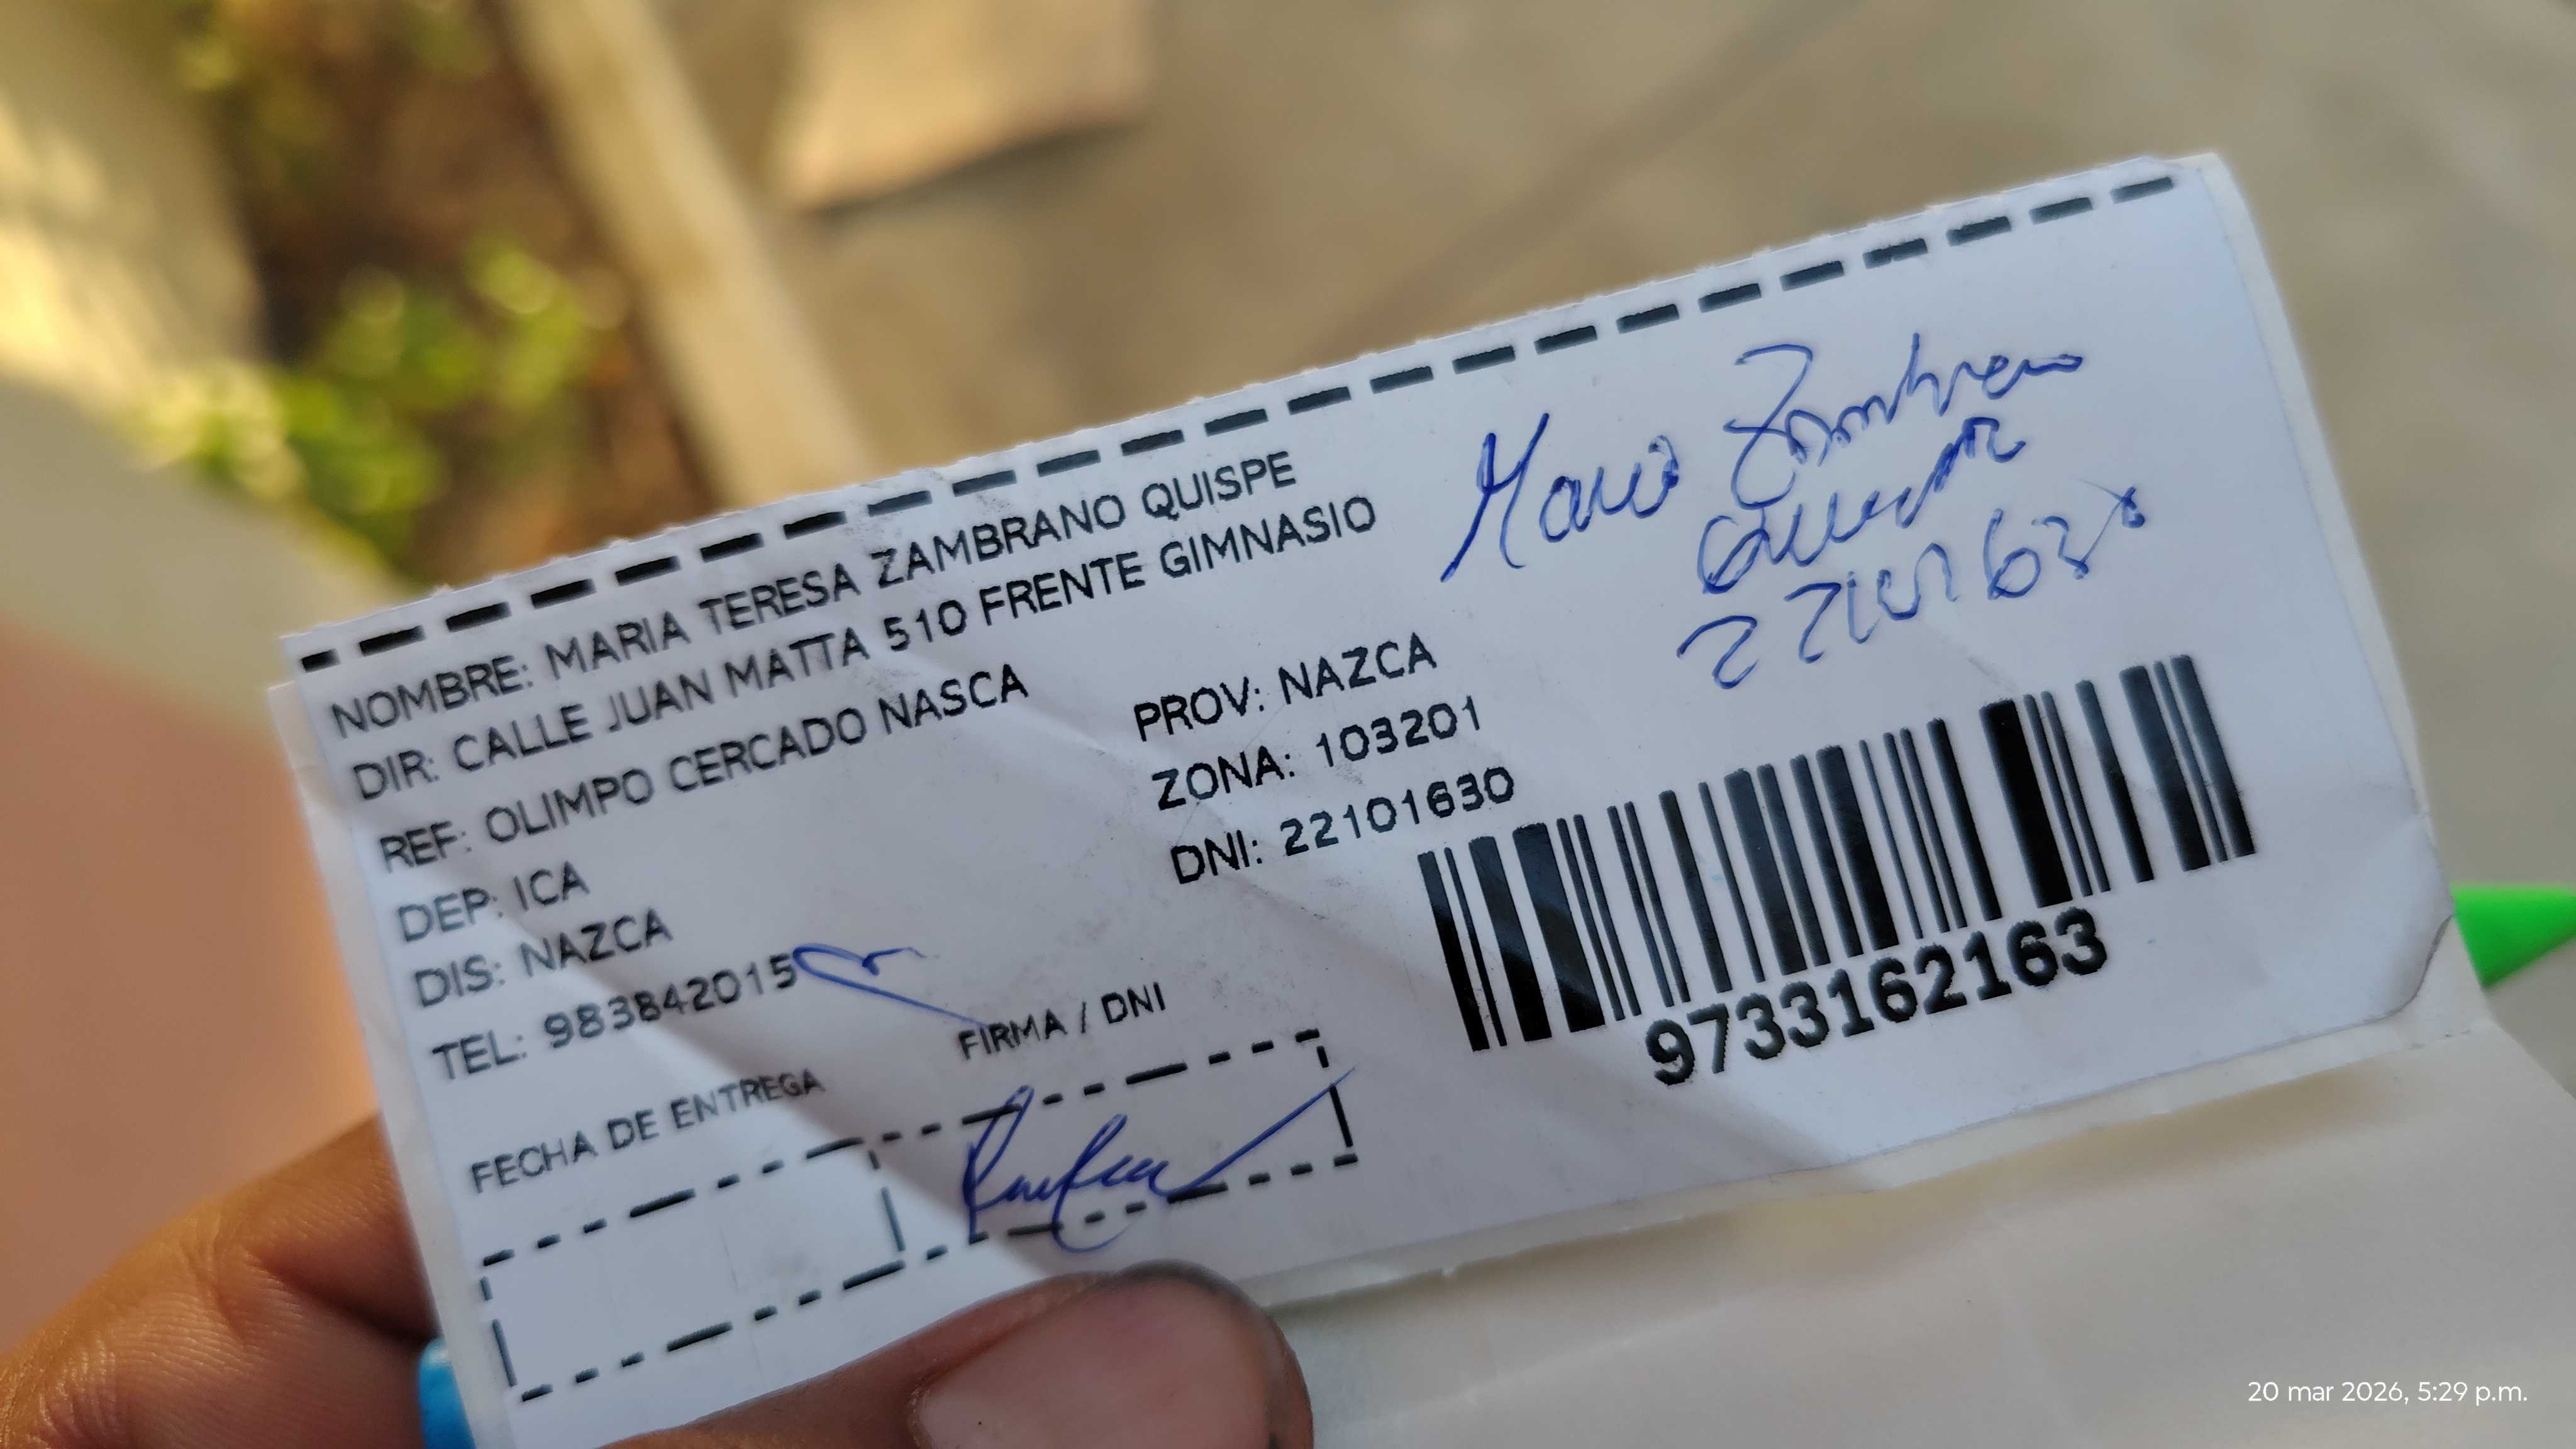 NOMBRE: MARIA TERESA ZAMBRANO QUISPE
DIR: CALLE JUAN MATTA 510 FRENTE GIMNASIO
REF: OLIMPO CERCADO NASCA
DEP: ICA
PROV: NAZCA
DIS: NAZCA
ZONA: 103201
TEL: 983842015
DNI: 22101630
FECHA DE ENTREGA
FIRMA / DNI
Maria Zambrano
9733162163
20 mar 2026, 5:29 p.m.